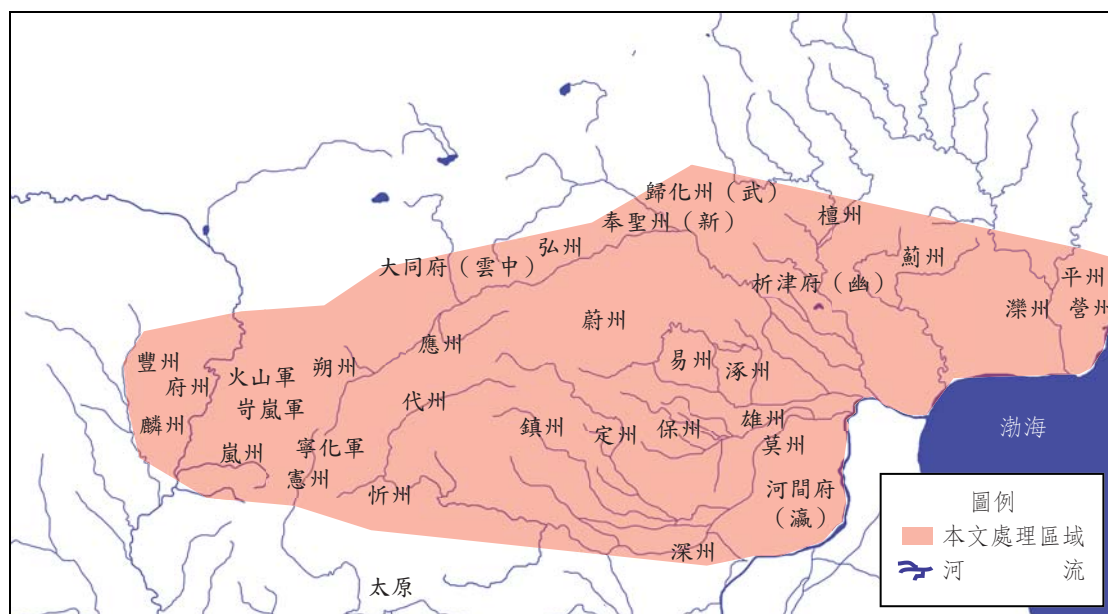 歸化州（武）
奉聖州（新）
檀州
弘州
大同府（雲中）
薊州
析津府（幽）
平州
灤州
營州
蔚州
應州
豐州
府州
火山軍
朔州
易州
涿州
岢嵐軍
代州
麟州
鎮州
定州
保州
雄州
莫州
渤海
嵐州
寧化軍
憲州
忻州
河間府
（瀛）
深州
太原
圖例
本文處理區域
河流